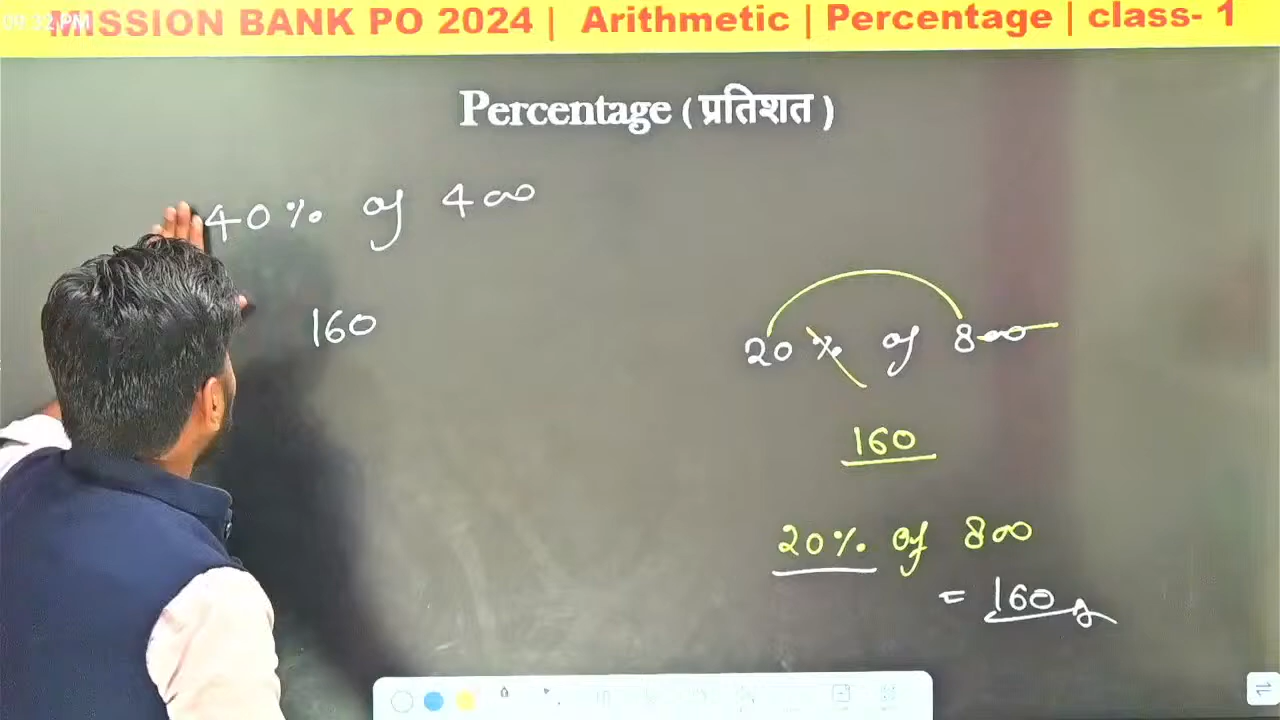 MISSION BANK PO 2024 | Arithmetic | Percentage | class- 1
Percentage ( प्रतिशत )
40% of 400
160
20% of 800
160
20% of 800
= 160